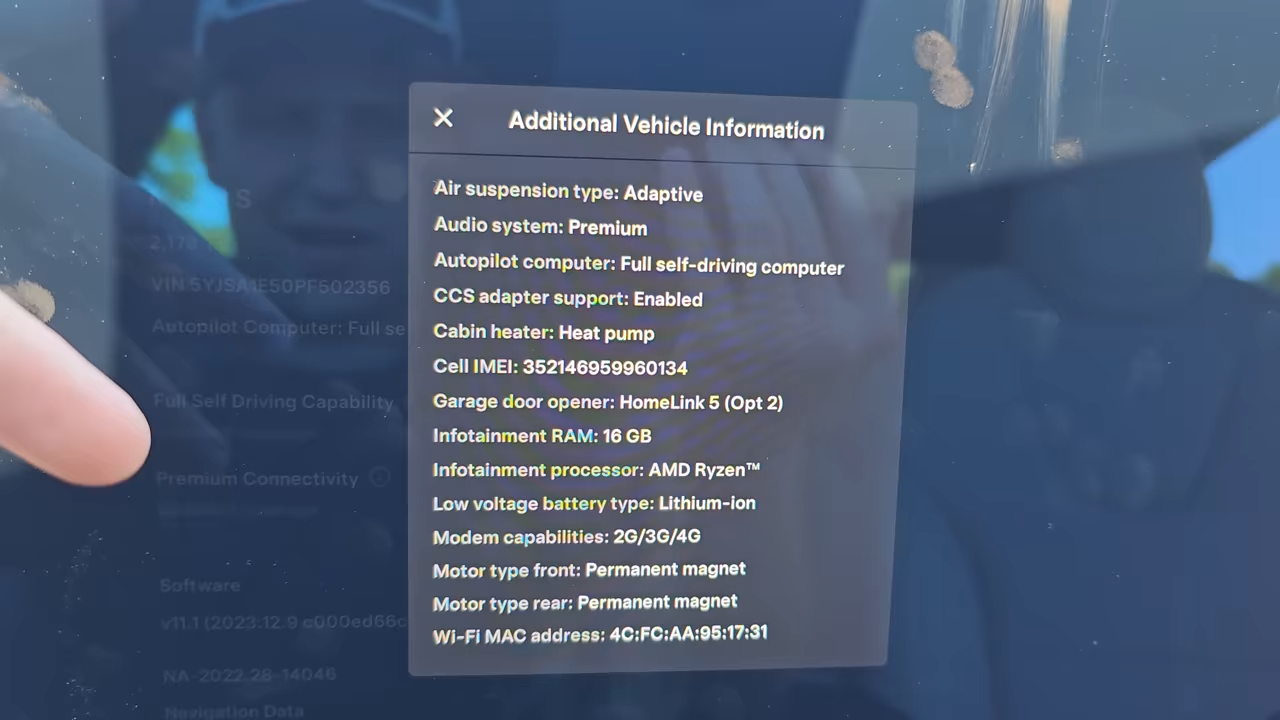 Additional Vehicle Information
Air suspension type: Adaptive
Audio system: Premium
Autopilot computer: Full self-driving computer
CCS adapter support: Enabled
Cabin heater: Heat pump
Cell IMEI: 352146959960134
Garage door opener: HomeLink 5 (Opt 2)
Infotainment RAM: 16 GB
Infotainment processor: AMD Ryzen™
Low voltage battery type: Lithium-ion
Modem capabilities: 2G/3G/4G
Motor type front: Permanent magnet
Motor type rear: Permanent magnet
Wi-Fi MAC address: 4C:FC:AA:95:17:31
S
VIN 5YJSA1E50PF502356
Autopilot Computer: Full se
Full Self Driving Capability
Premium Connectivity
Software
v11.1 (2023.12.9 c000ed66c
NA-2022.28-14046
Navigation Data